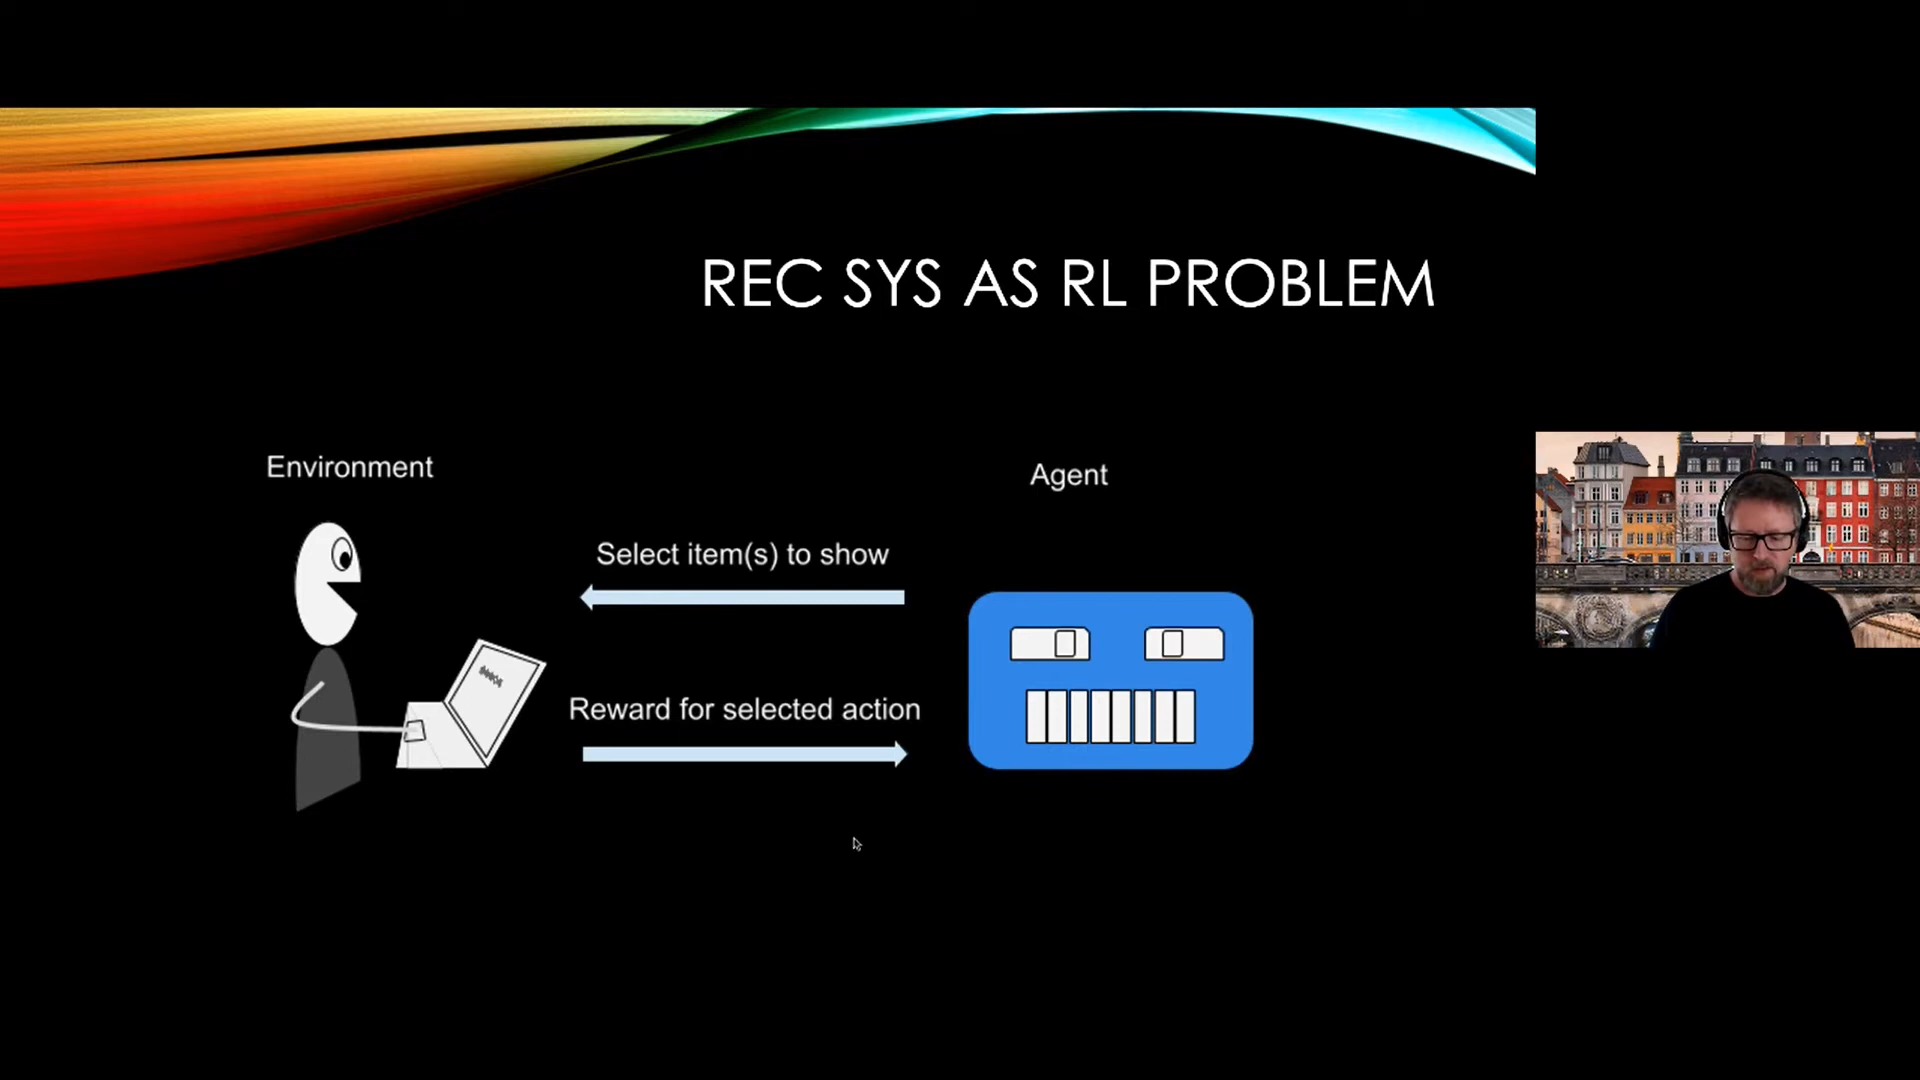 REC SYS AS RL PROBLEM
Environment
Agent
Select item(s) to show
Reward for selected action